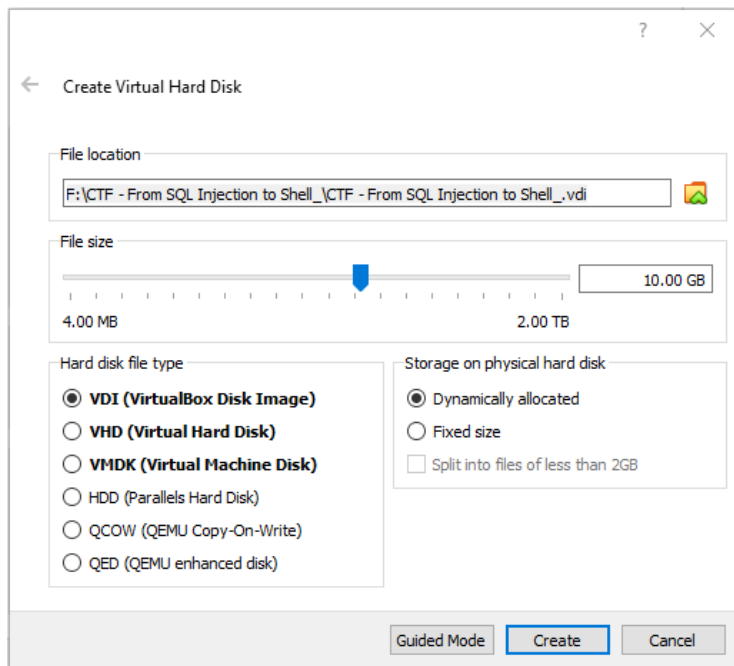 ?
Create Virtual Hard Disk
File location
F:\CTF - From SQL Injection to Shell_\CTF - From SQL Injection to Shell_.vdi
File size
10.00 GB
4.00 MB 2.00 TB
Hard disk file type
VDI (VirtualBox Disk Image)
VHD (Virtual Hard Disk)
VMDK (Virtual Machine Disk)
HDD (Parallels Hard Disk)
QCOW (QEMU Copy-On-Write)
QED (QEMU enhanced disk)
Storage on physical hard disk
Dynamically allocated
Fixed size
Split into files of less than 2GB
Guided Mode Create Cancel